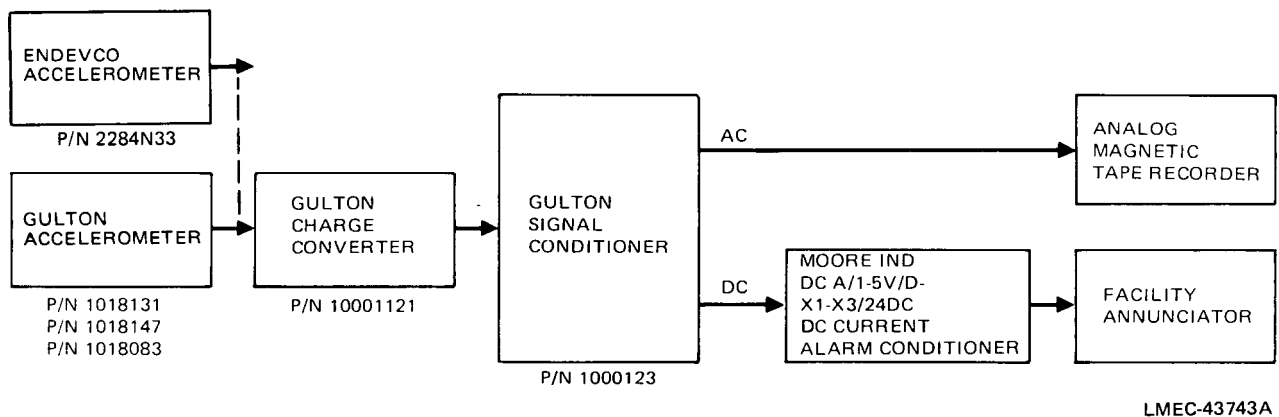 ENDEVCO
ACCELEROMETER
P/N 2284N33
GULTON
ACCELEROMETER
P/N 1018131
P/N 1018147
P/N 1018083
GULTON
CHARGE
CONVERTER
P/N 10001121
GULTON
SIGNAL
CONDITIONER
P/N 1000123
AC
ANALOG
MAGNETIC
TAPE RECORDER
DC
MOORE IND
DC A/1-5V/D-
X1-X3/24DC
DC CURRENT
ALARM CONDITIONER
FACILITY
ANNUNCIATOR
LMEC-43743A